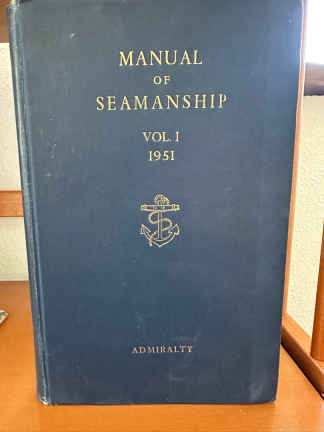 MANUAL
OF
SEAMANSHIP
VOL. I
1951
ADMIRALTY